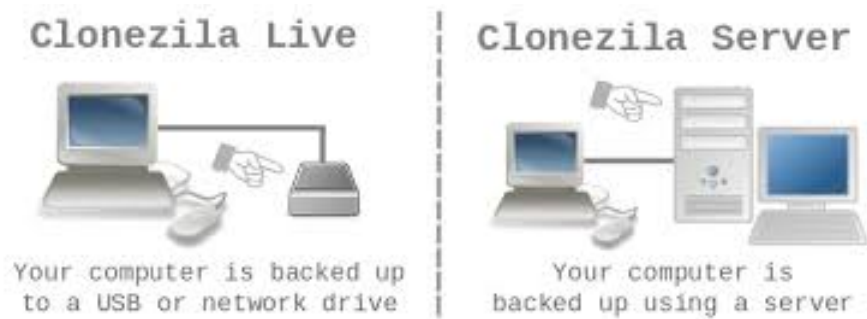 Clonezila Live
Your computer is backed up
to a USB or network drive
Clonezila Server
Your computer is
backed up using a server